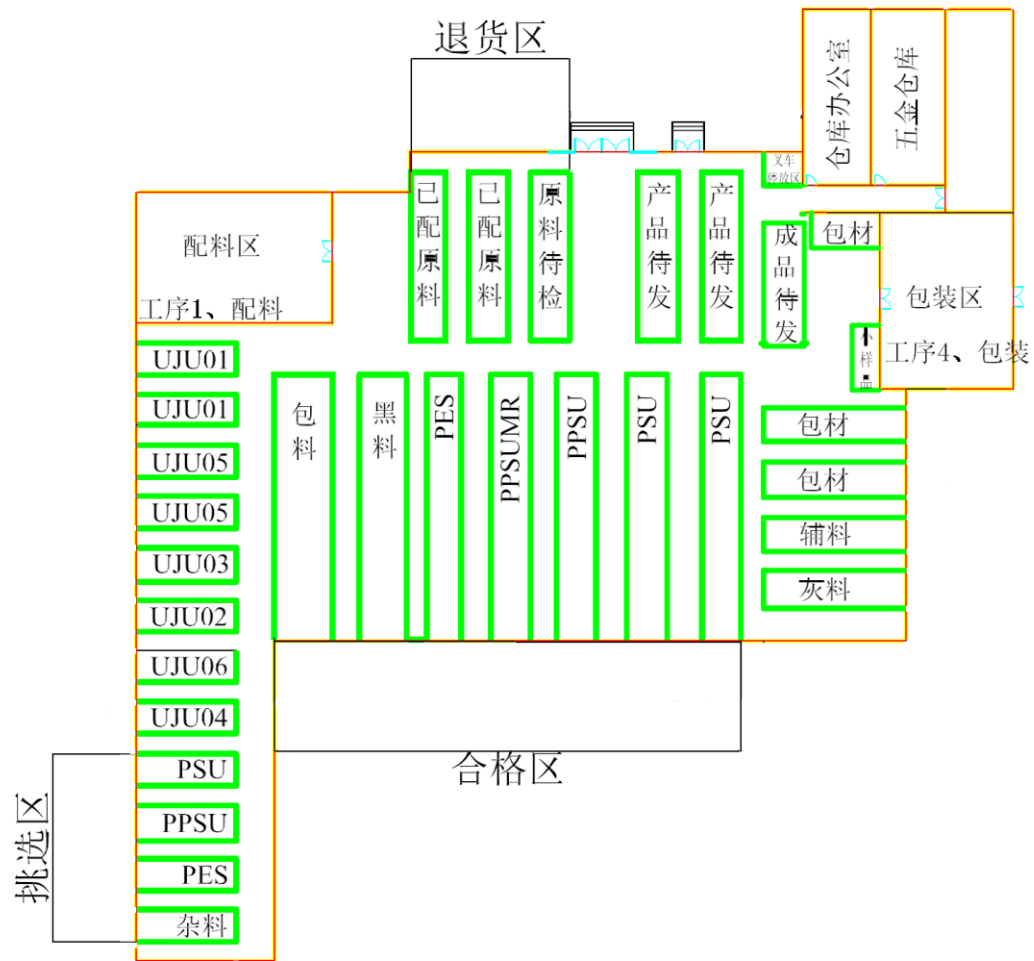 退货区
仓库办公室
五金仓库
叉车
停放区
已配原料
已配原料
原料待检
产品待发
产品待发
成品待发
包材
配料区
工序1、配料
包装区
工序4、包装
小样品
UJU01
UJU01
UJU05
UJU05
UJU03
UJU02
UJU06
UJU04
PSU
PPSU
PES
杂料
包料
黑料
PES
PPSUMR
PPSU
PSU
PSU
包材
包材
辅料
灰料
合格区
挑选区